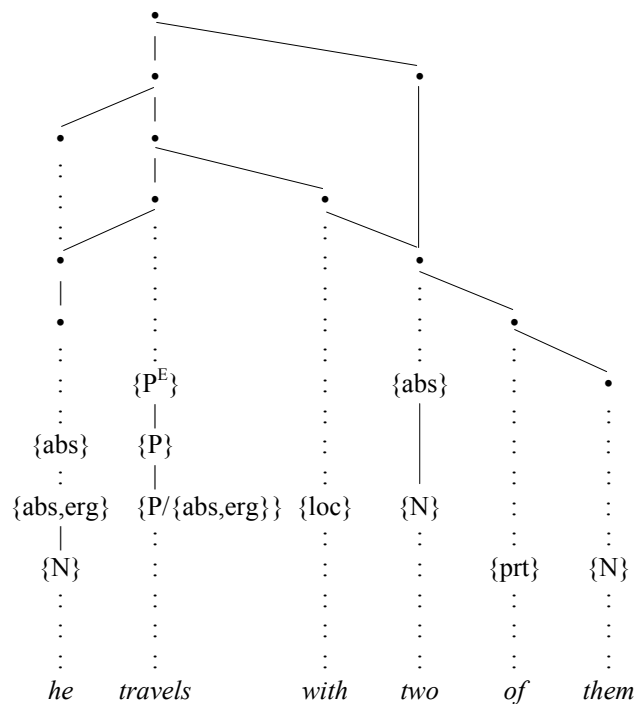 {P^E} {abs}
{abs} {P}
{abs,erg} {P/{abs,erg}} {loc} {N}
{N} {prt} {N}
he travels with two of them